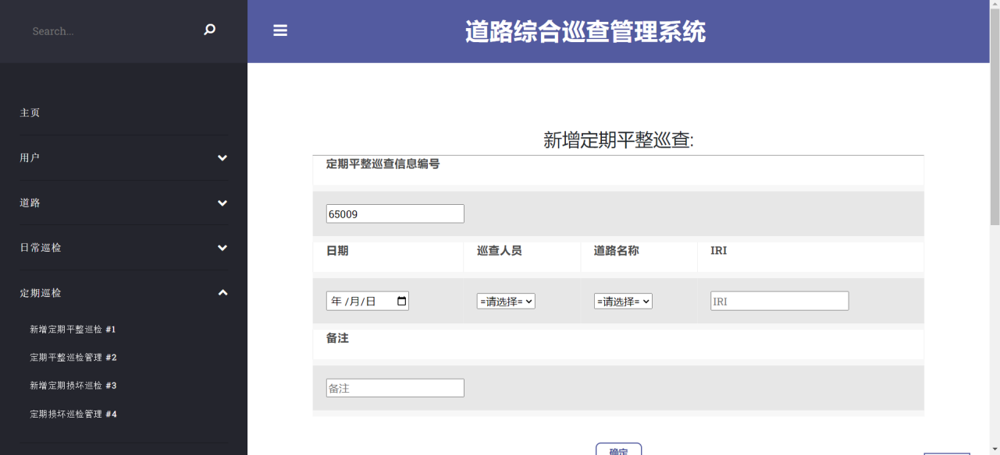 Search...
道路综合巡查管理系统
主页
用户
道路
日常巡检
定期巡检
新增定期平整巡检 #1
定期平整巡检管理 #2
新增定期损坏巡检 #3
定期损坏巡检管理 #4
新增定期平整巡查:
定期平整巡查信息编号
65009
日期 巡查人员 道路名称 IRI
年 /月/日 =请选择= =请选择= IRI
备注
备注
确定